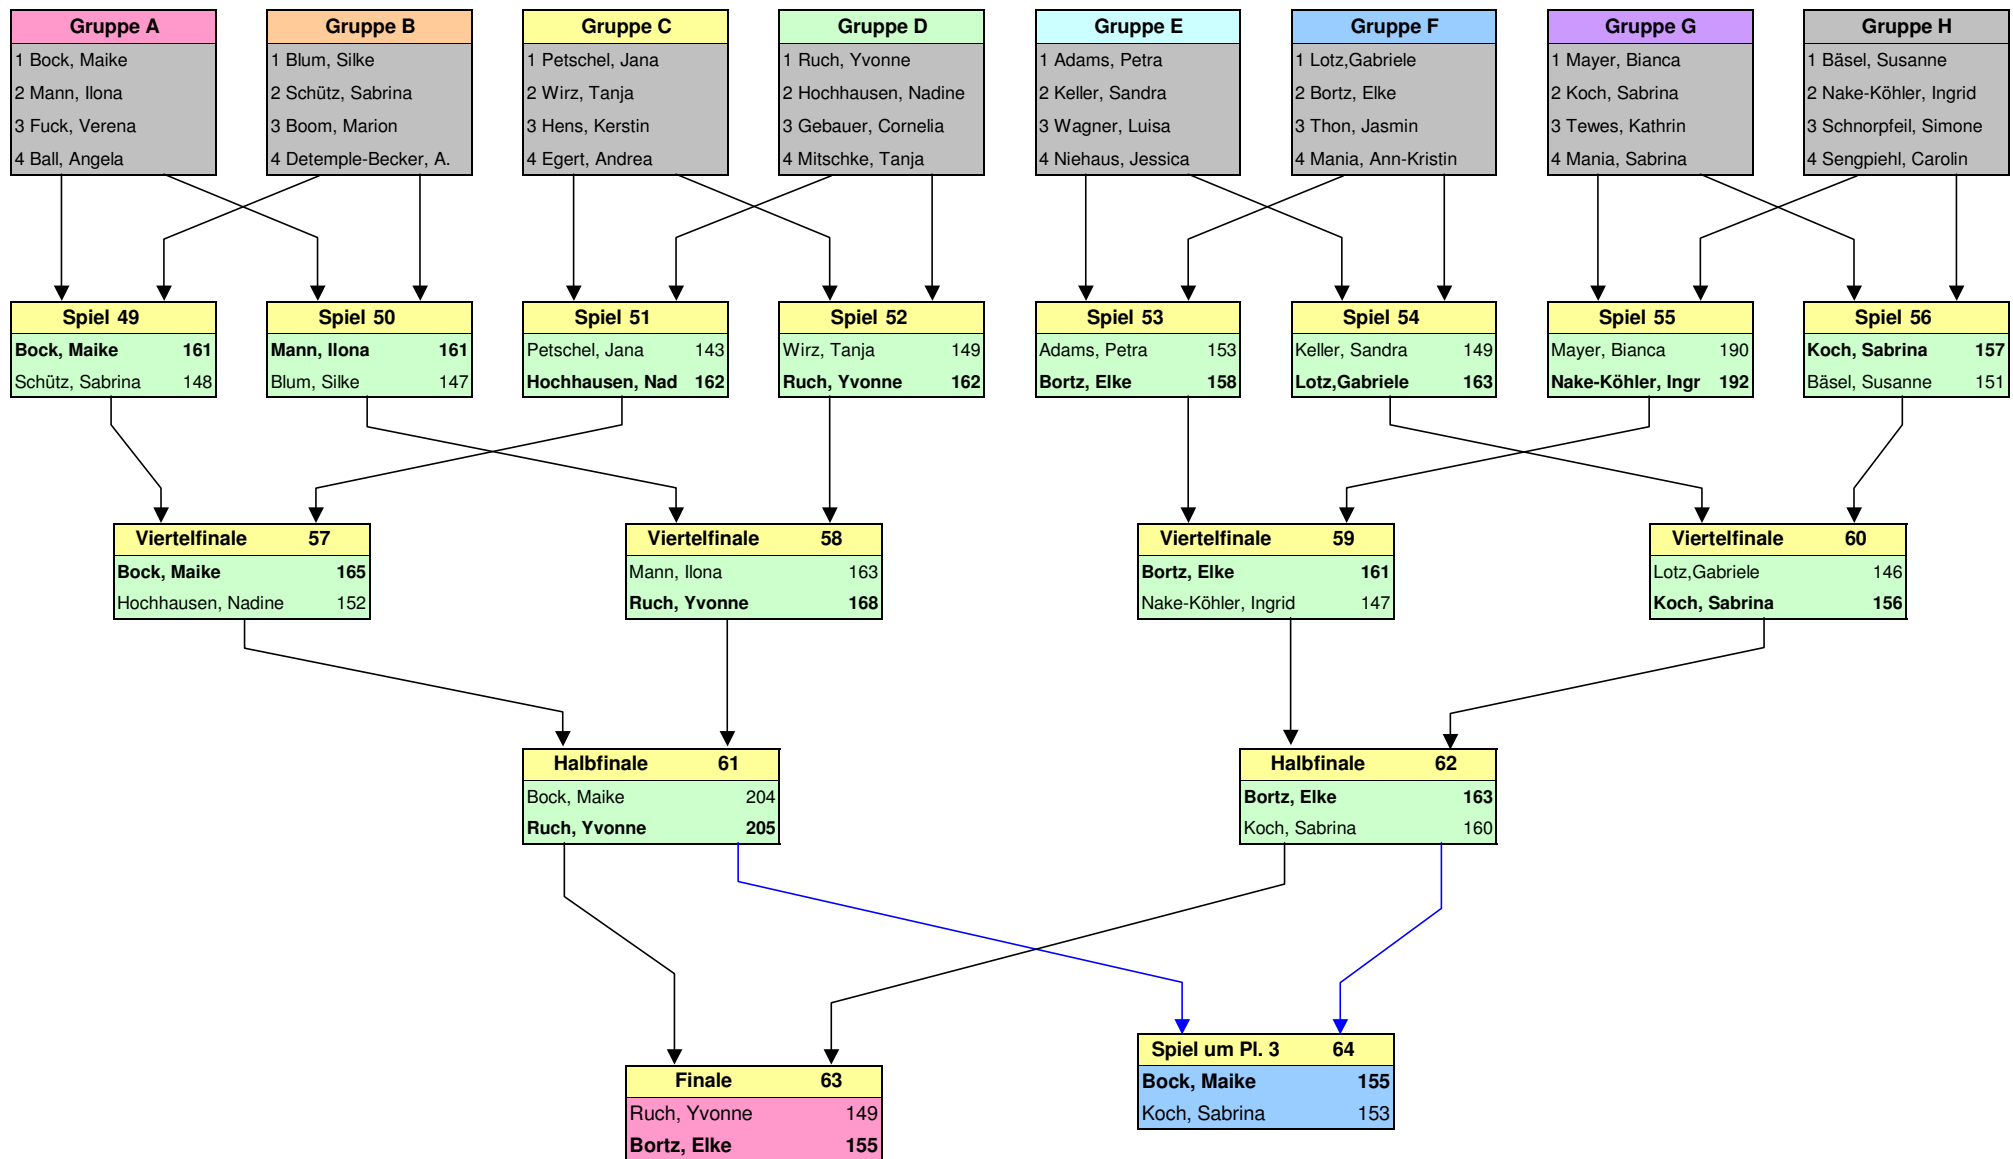 Gruppe A
1 Bock, Maike
2 Mann, Ilona
3 Fuck, Verena
4 Ball, Angela
Gruppe B
1 Blum, Silke
2 Schütz, Sabrina
3 Boom, Marion
4 Detemple-Becker, A.
Gruppe C
1 Petschel, Jana
2 Wirz, Tanja
3 Hens, Kerstin
4 Egert, Andrea
Gruppe D
1 Ruch, Yvonne
2 Hochhausen, Nadine
3 Gebauer, Cornelia
4 Mitschke, Tanja
Gruppe E
1 Adams, Petra
2 Keller, Sandra
3 Wagner, Luisa
4 Niehaus, Jessica
Gruppe F
1 Lotz,Gabriele
2 Bortz, Elke
3 Thon, Jasmin
4 Mania, Ann-Kristin
Gruppe G
1 Mayer, Bianca
2 Koch, Sabrina
3 Tewes, Kathrin
4 Mania, Sabrina
Gruppe H
1 Bäsel, Susanne
2 Nake-Köhler, Ingrid
3 Schnorpfeil, Simone
4 Sengpiehl, Carolin
Spiel 49
Bock, Maike 161
Schütz, Sabrina 148
Spiel 50
Mann, Ilona 161
Blum, Silke 147
Spiel 51
Petschel, Jana 143
Hochhausen, Nad 162
Spiel 52
Wirz, Tanja 149
Ruch, Yvonne 162
Spiel 53
Adams, Petra 153
Bortz, Elke 158
Spiel 54
Keller, Sandra 149
Lotz,Gabriele 163
Spiel 55
Mayer, Bianca 190
Nake-Köhler, Ingr 192
Spiel 56
Koch, Sabrina 157
Bäsel, Susanne 151
Viertelfinale 57
Bock, Maike 165
Hochhausen, Nadine 152
Viertelfinale 58
Mann, Ilona 163
Ruch, Yvonne 168
Viertelfinale 59
Bortz, Elke 161
Nake-Köhler, Ingrid 147
Viertelfinale 60
Lotz,Gabriele 146
Koch, Sabrina 156
Halbfinale 61
Bock, Maike 204
Ruch, Yvonne 205
Halbfinale 62
Bortz, Elke 163
Koch, Sabrina 160
Finale 63
Ruch, Yvonne 149
Bortz, Elke 155
Spiel um Pl. 3 64
Bock, Maike 155
Koch, Sabrina 153